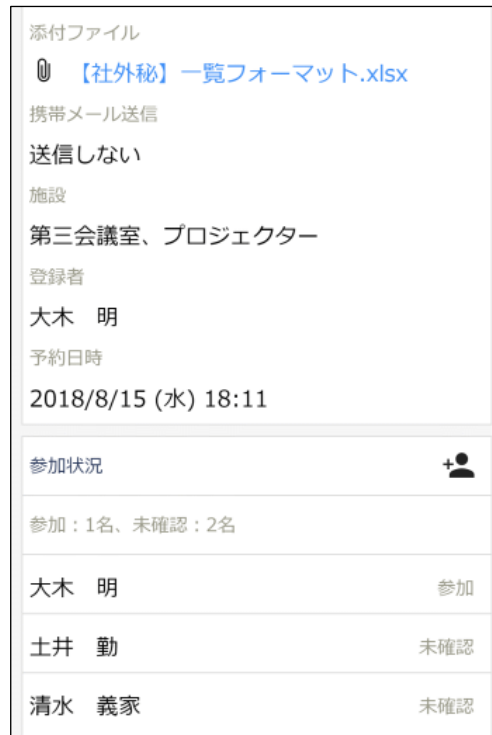 添付ファイル
【社外秘】一覧フォーマット.xlsx
携帯メール送信
送信しない
施設
第三会議室、プロジェクター
登録者
大木　明
予約日時
2018/8/15 (水) 18:11
参加状況
参加：1名、未確認：2名
大木　明　参加
土井　勤　未確認
清水　義家　未確認